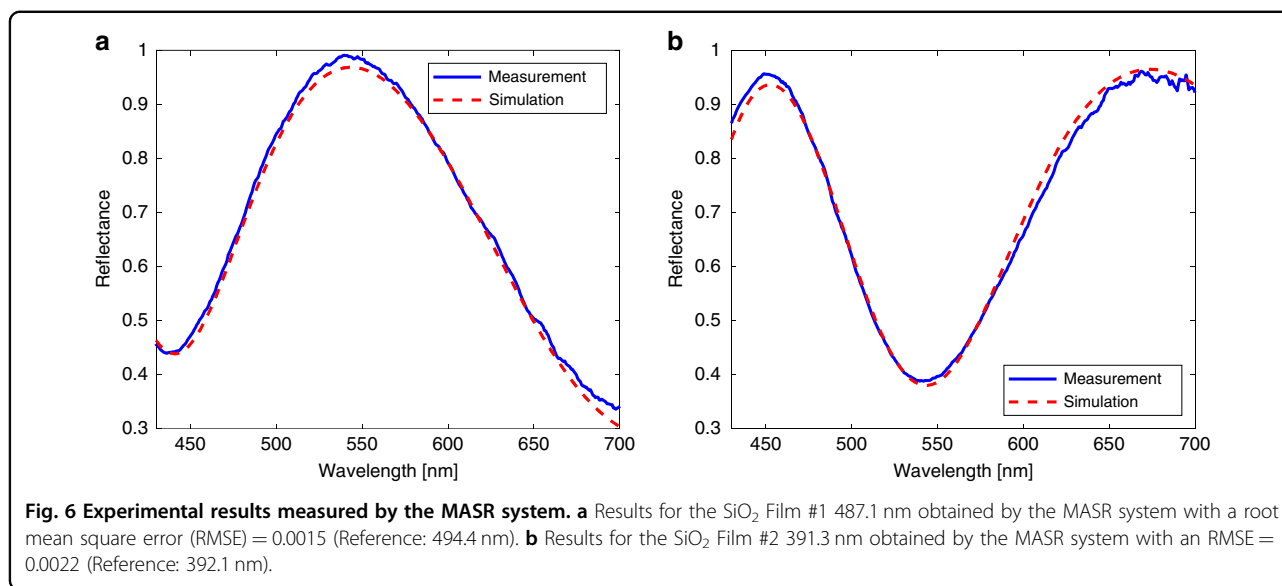 a
1
0.9
0.8
0.7
0.6
0.5
0.4
0.3
Reflectance
450
500
550
600
650
700
Wavelength [nm]
Measurement
Simulation
b
1
0.9
0.8
0.7
0.6
0.5
0.4
0.3
Reflectance
450
500
550
600
650
700
Wavelength [nm]
Measurement
Simulation
Fig. 6 Experimental results measured by the MASR system. a Results for the SiO₂ Film #1 487.1 nm obtained by the MASR system with a root
mean square error (RMSE) = 0.0015 (Reference: 494.4 nm). b Results for the SiO₂ Film #2 391.3 nm obtained by the MASR system with an RMSE =
0.0022 (Reference: 392.1 nm).